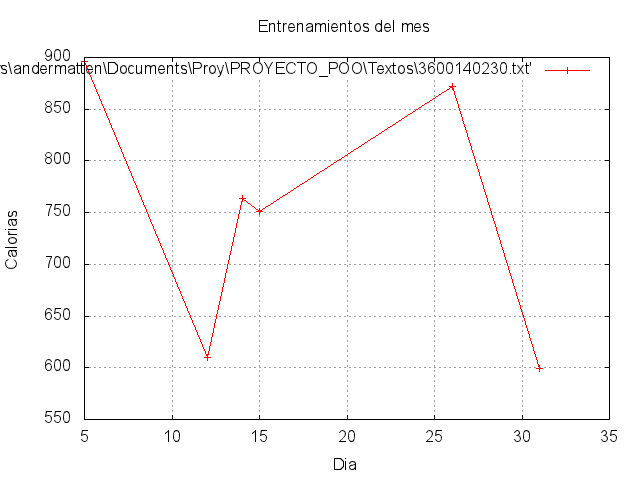 Entrenamientos del mes
rs\andermatten\Documents\Proy\PROYECTO_POO\Textos\3600140230.txt'
900
850
800
750
700
650
600
550
Calorias
5 10 15 20 25 30 35
Dia